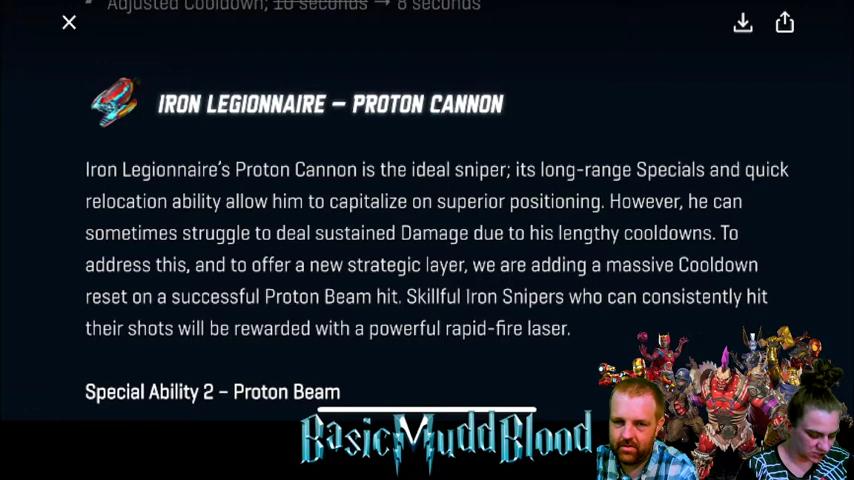 Adjusted Cooldown; 10 seconds → 8 seconds
IRON LEGIONNAIRE – PROTON CANNON
Iron Legionnaire's Proton Cannon is the ideal sniper; its long-range Specials and quick
relocation ability allow him to capitalize on superior positioning. However, he can
sometimes struggle to deal sustained Damage due to his lengthy cooldowns. To
address this, and to offer a new strategic layer, we are adding a massive Cooldown
reset on a successful Proton Beam hit. Skillful Iron Snipers who can consistently hit
their shots will be rewarded with a powerful rapid-fire laser.
Special Ability 2 – Proton Beam
BasicMuddBlood